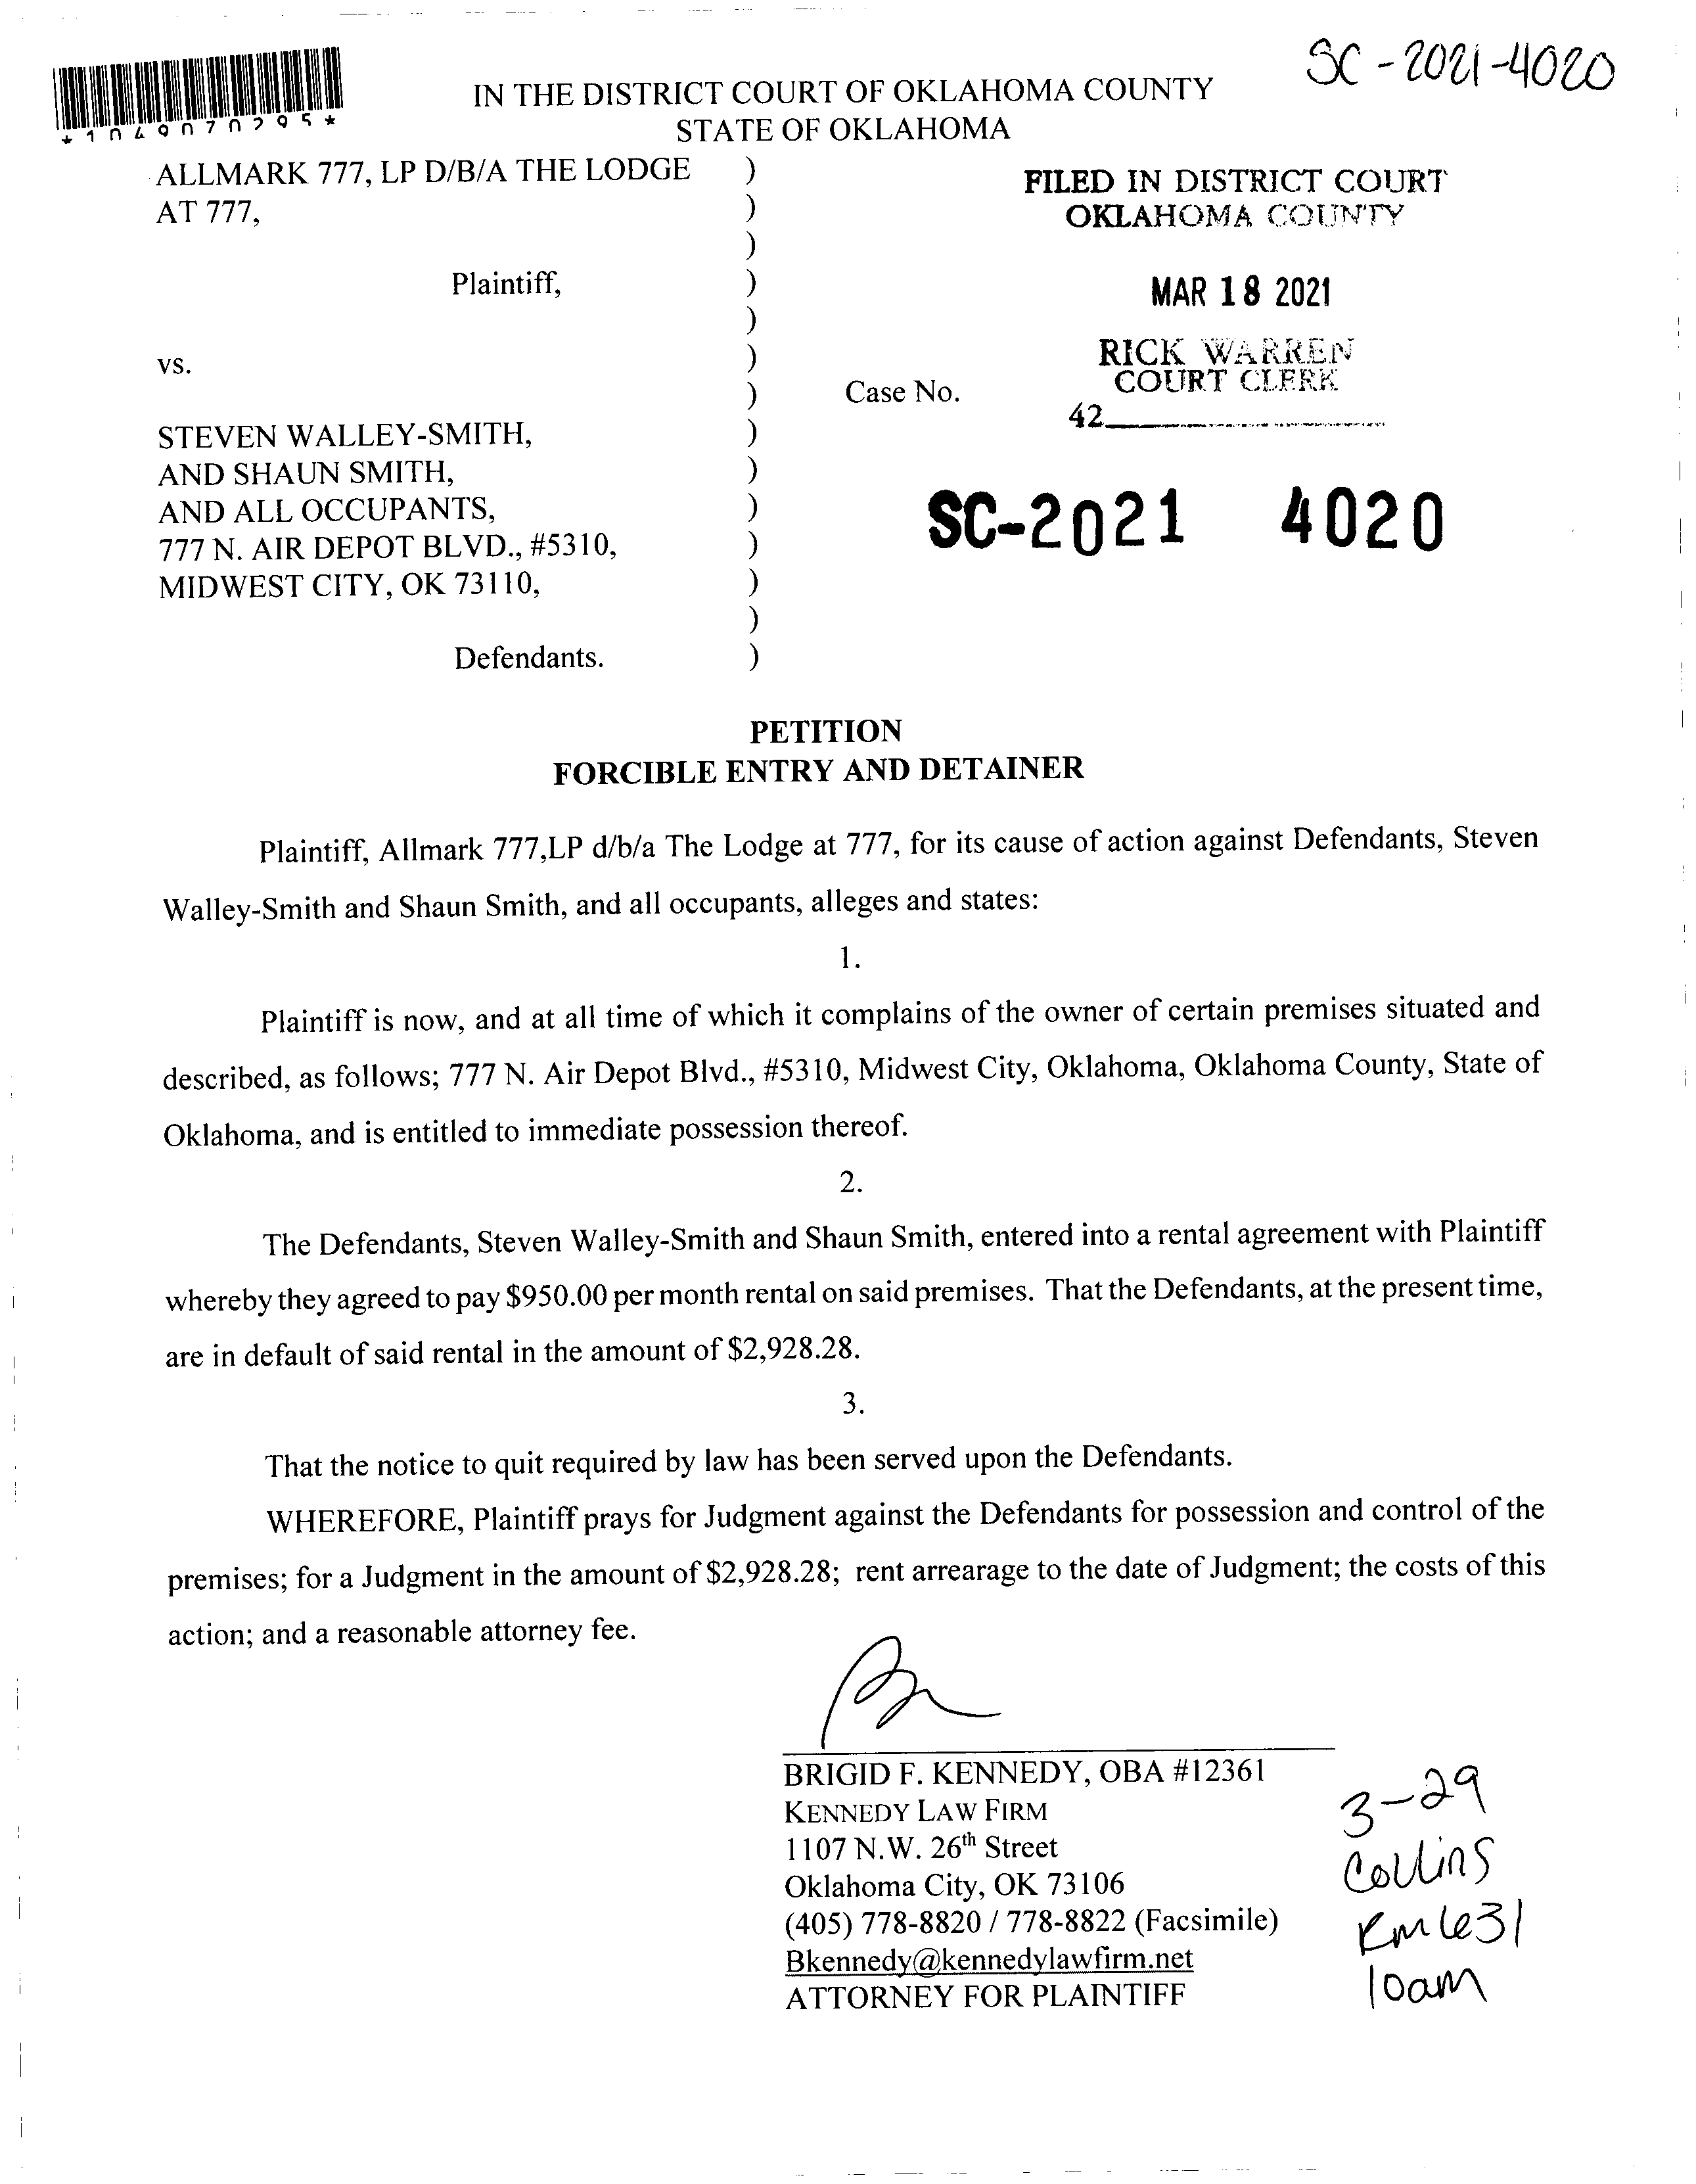 SC-2021-4020
*1049070295*
IN THE DISTRICT COURT OF OKLAHOMA COUNTY
STATE OF OKLAHOMA
ALLMARK 777, LP D/B/A THE LODGE )
AT 777, )
)
Plaintiff, )
)
vs. )
) Case No.
STEVEN WALLEY-SMITH, )
AND SHAUN SMITH, )
AND ALL OCCUPANTS, )
777 N. AIR DEPOT BLVD., #5310, )
MIDWEST CITY, OK 73110, )
)
Defendants. )
FILED IN DISTRICT COURT
OKLAHOMA COUNTY
MAR 18 2021
RICK WARREN
COURT CLERK
42
SC-2021 4020
PETITION
FORCIBLE ENTRY AND DETAINER
Plaintiff, Allmark 777,LP d/b/a The Lodge at 777, for its cause of action against Defendants, Steven
Walley-Smith and Shaun Smith, and all occupants, alleges and states:
1.
Plaintiff is now, and at all time of which it complains of the owner of certain premises situated and
described, as follows; 777 N. Air Depot Blvd., #5310, Midwest City, Oklahoma, Oklahoma County, State of
Oklahoma, and is entitled to immediate possession thereof.
2.
The Defendants, Steven Walley-Smith and Shaun Smith, entered into a rental agreement with Plaintiff
whereby they agreed to pay $950.00 per month rental on said premises. That the Defendants, at the present time,
are in default of said rental in the amount of $2,928.28.
3.
That the notice to quit required by law has been served upon the Defendants.
WHEREFORE, Plaintiff prays for Judgment against the Defendants for possession and control of the
premises; for a Judgment in the amount of $2,928.28; rent arrearage to the date of Judgment; the costs of this
action; and a reasonable attorney fee.
BRIGID F. KENNEDY, OBA #12361
KENNEDY LAW FIRM
1107 N.W. 26th Street
Oklahoma City, OK 73106
(405) 778-8820 / 778-8822 (Facsimile)
Bkennedy@kennedylawfirm.net
ATTORNEY FOR PLAINTIFF
3-29
Collins
Rm 631
10am